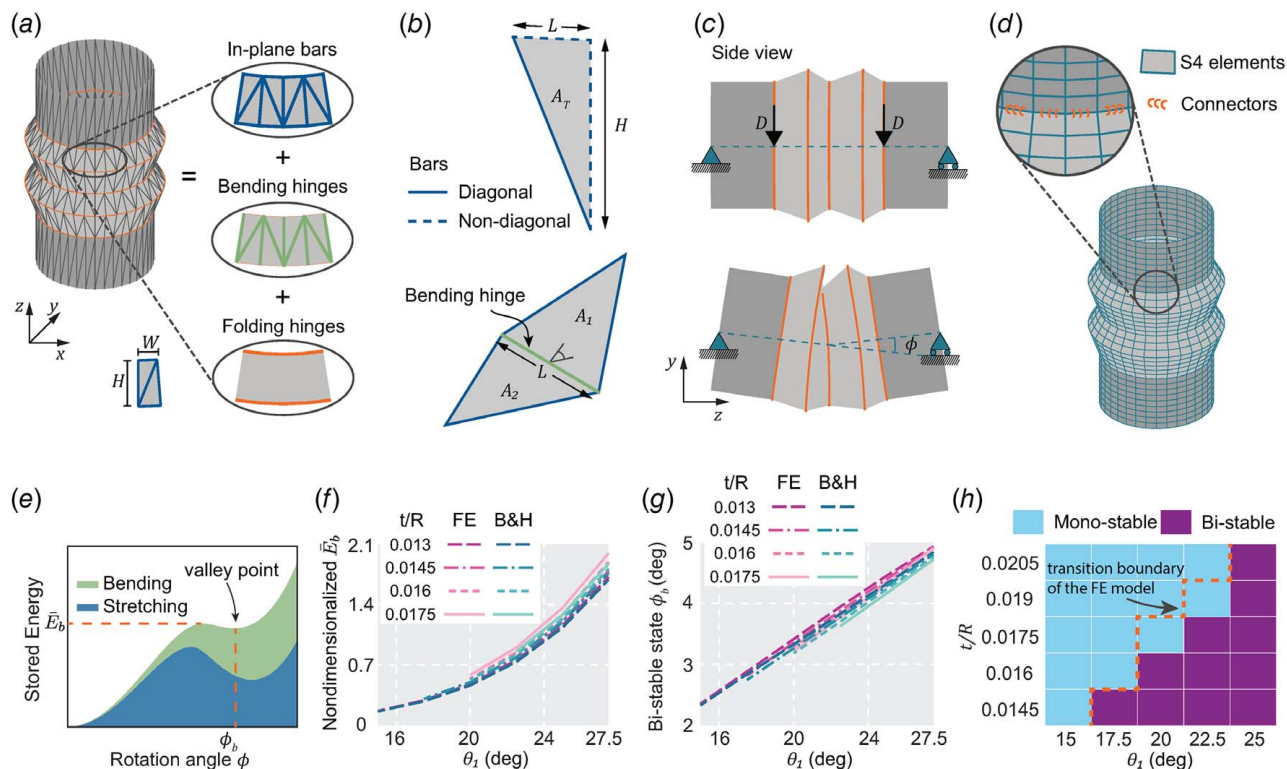 (a)
In-plane bars
+
=
Bending hinges
+
Folding hinges
z
y
x
W
H
(b)
L
A_T
H
Bars
Diagonal
Non-diagonal
Bending hinge
A_1
L
A_2
(c)
Side view
D
D
ϕ
y
z
(d)
S4 elements
Connectors
(e)
Stored Energy
Bending
Stretching
valley point
Ē_b
ϕ_b
Rotation angle ϕ
(f)
t/R FE B&H
0.013
0.0145
0.016
0.0175
Nondimensionalized Ē_b
2.1
1.4
0.7
0
16 20 24 27.5
θ_1 (deg)
(g)
t/R FE B&H
0.013
0.0145
0.016
0.0175
Bi-stable state ϕ_b (deg)
5
4
3
2
16 20 24 27.5
θ_1 (deg)
(h)
Mono-stable Bi-stable
t/R
0.0205
0.019
0.0175
0.016
0.0145
transition boundary
of the FE model
15 17.5 20 22.5 25
θ_1 (deg)